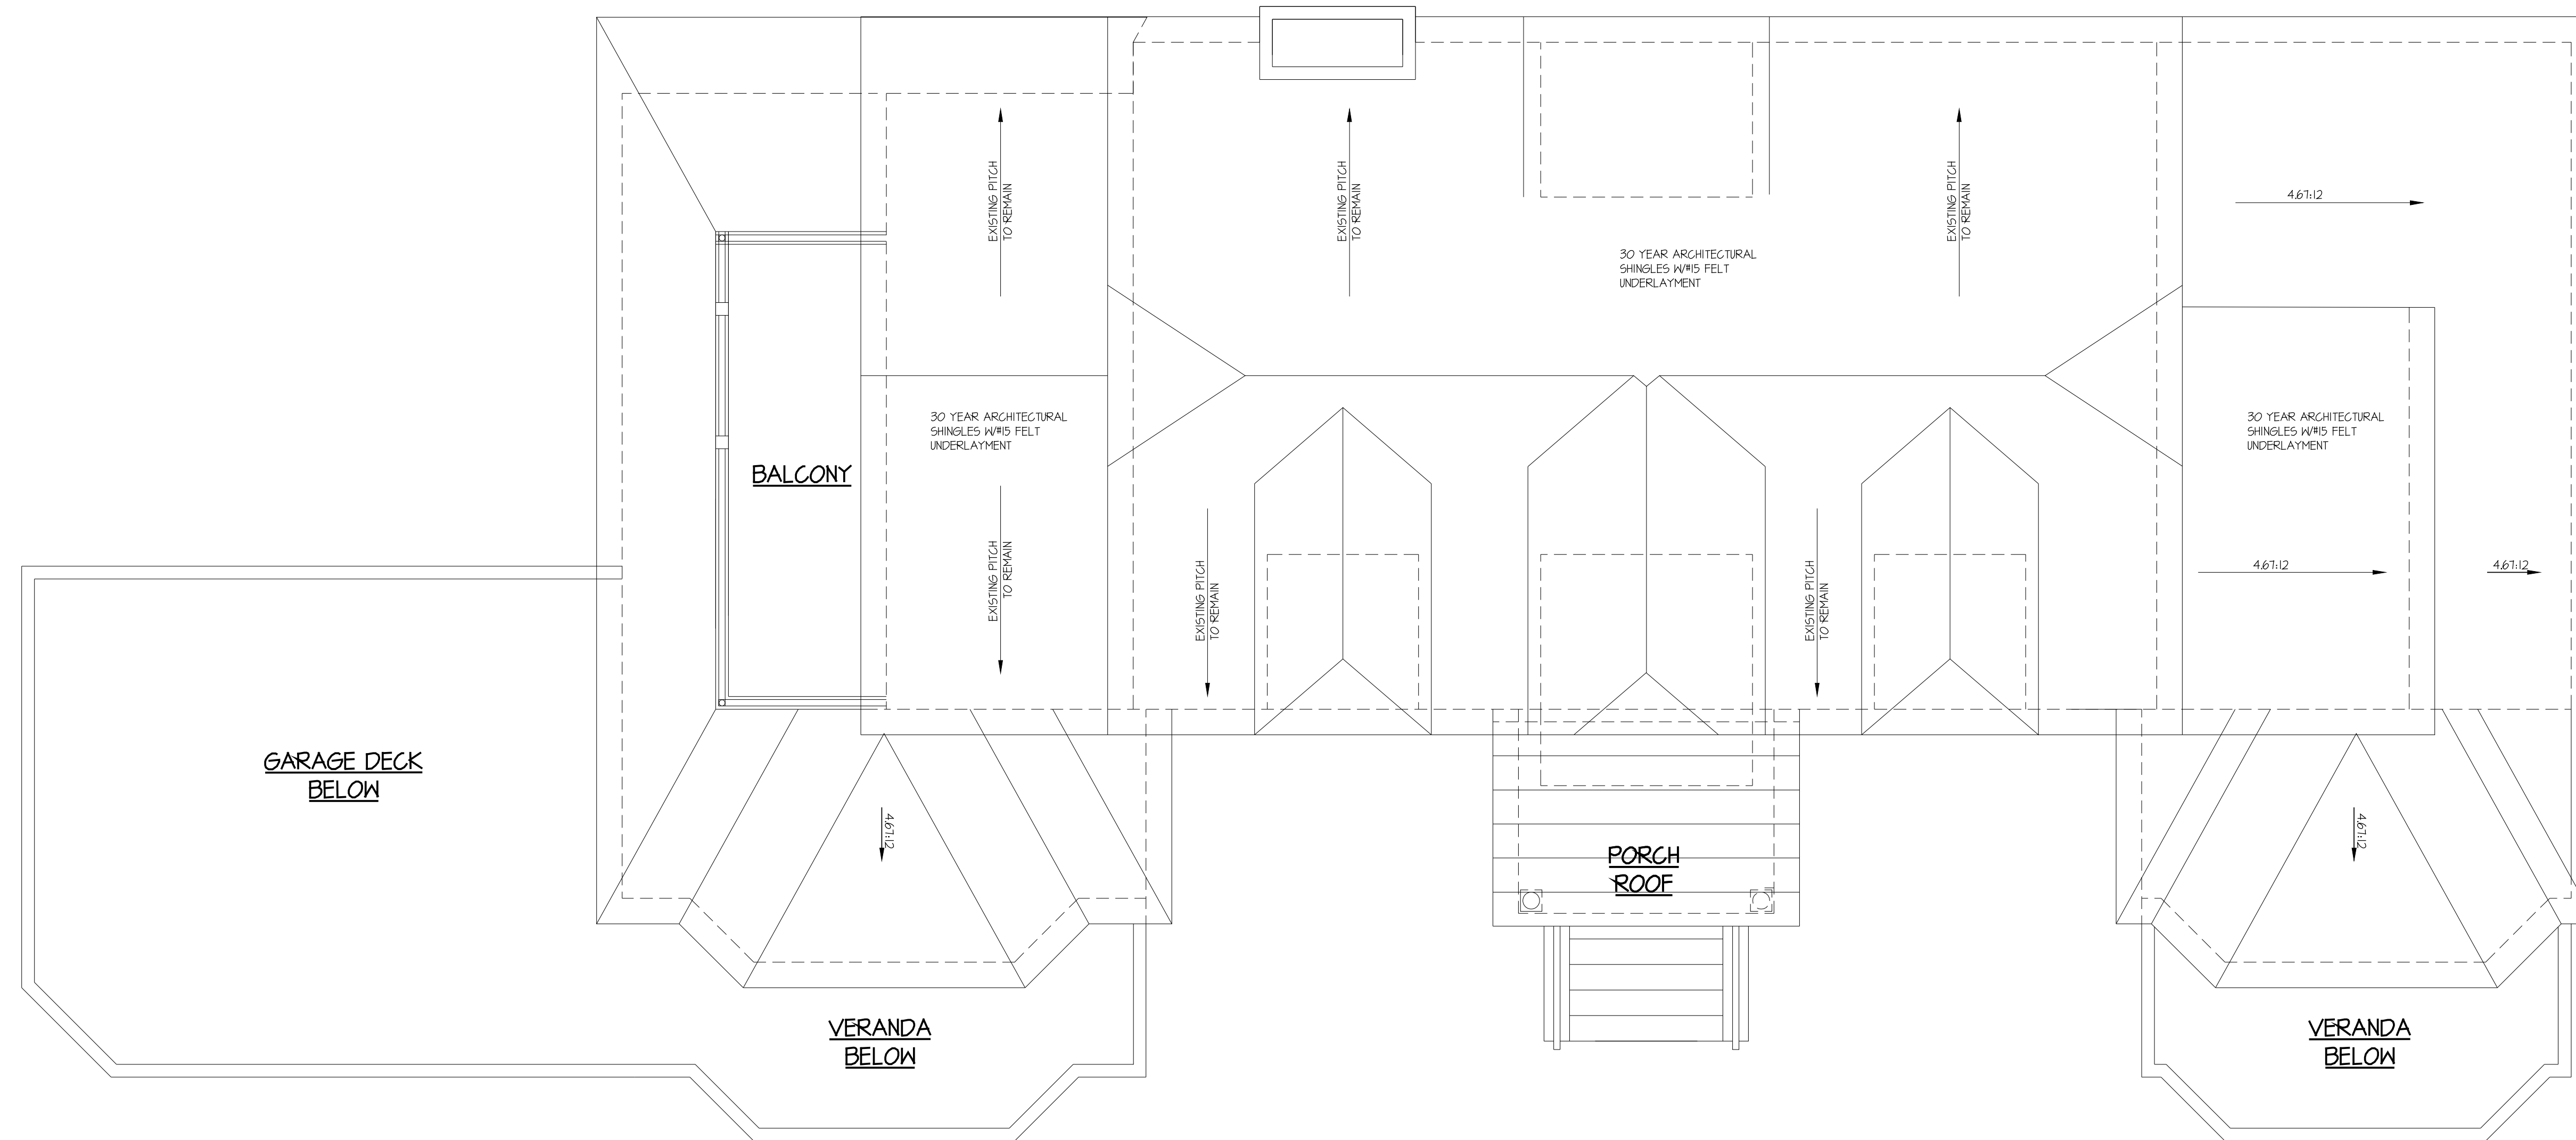 EXISTING PITCH
TO REMAIN
EXISTING PITCH
TO REMAIN
EXISTING PITCH
TO REMAIN
4.67:12
30 YEAR ARCHITECTURAL
SHINGLES W/#15 FELT
UNDERLAYMENT
30 YEAR ARCHITECTURAL
SHINGLES W/#15 FELT
UNDERLAYMENT
30 YEAR ARCHITECTURAL
SHINGLES W/#15 FELT
UNDERLAYMENT
BALCONY
EXISTING PITCH
TO REMAIN
EXISTING PITCH
TO REMAIN
EXISTING PITCH
TO REMAIN
4.67:12
4.67:12
GARAGE DECK
BELOW
4.67:12
PORCH
ROOF
4.67:12
VERANDA
BELOW
VERANDA
BELOW